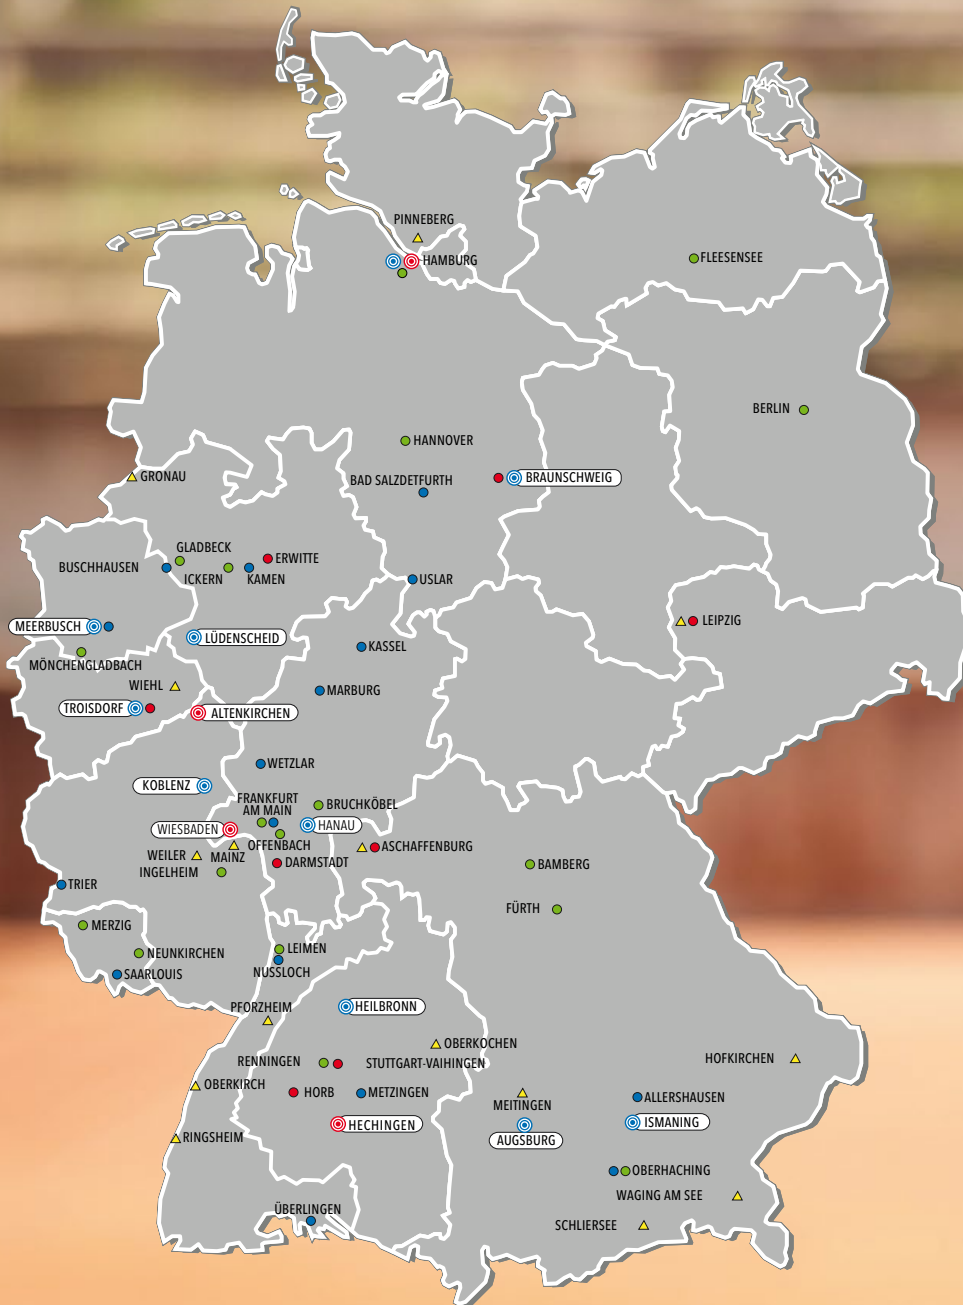 PINNEBERG
HAMBURG
FLEESENSEE
BERLIN
HANNOVER
GRONAU
BAD SALZDETFURTH
BRAUNSCHWEIG
GLADBECK
ERWITTE
BUSCHHAUSEN
ICKERN
KAMEN
USLAR
MEERBUSCH
LEIPZIG
LÜDENSCHEID
KASSEL
MÖNCHENGLADBACH
WIEHL
MARBURG
TROISDORF
ALTENKIRCHEN
WETZLAR
KOBLENZ
FRANKFURT
AM MAIN
BRUCHKÖBEL
WIESBADEN
HANAU
OFFENBACH
ASCHAFFENBURG
WEILER
MAINZ
DARMSTADT
BAMBERG
INGELHEIM
TRIER
FÜRTH
MERZIG
LEIMEN
NEUNKIRCHEN
NUSSLOCH
SAARLOUIS
PFORZHEIM
HEILBRONN
OBERKOCHEN
HOFKIRCHEN
RENNINGEN
STUTTGART-VAIHINGEN
OBERKIRCH
HORB
METZINGEN
ALLERSHAUSEN
MEITINGEN
HECHINGEN
ISMANING
RINGSHEIM
AUGSBURG
OBERHACHING
WAGING AM SEE
ÜBERLINGEN
SCHLIERSEE